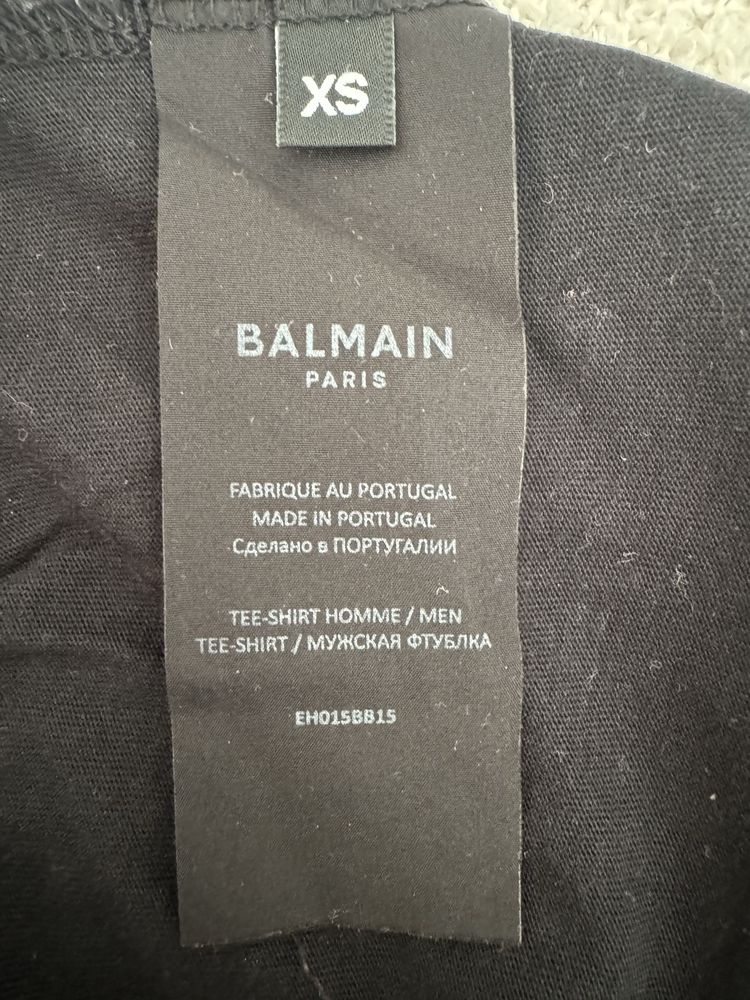 XS
BALMAIN
PARIS
FABRIQUE AU PORTUGAL
MADE IN PORTUGAL
Сделано в ПОРТУГАЛИИ
TEE-SHIRT HOMME / MEN
TEE-SHIRT / МУЖСКАЯ ФТУБЛКА
EH015BB15